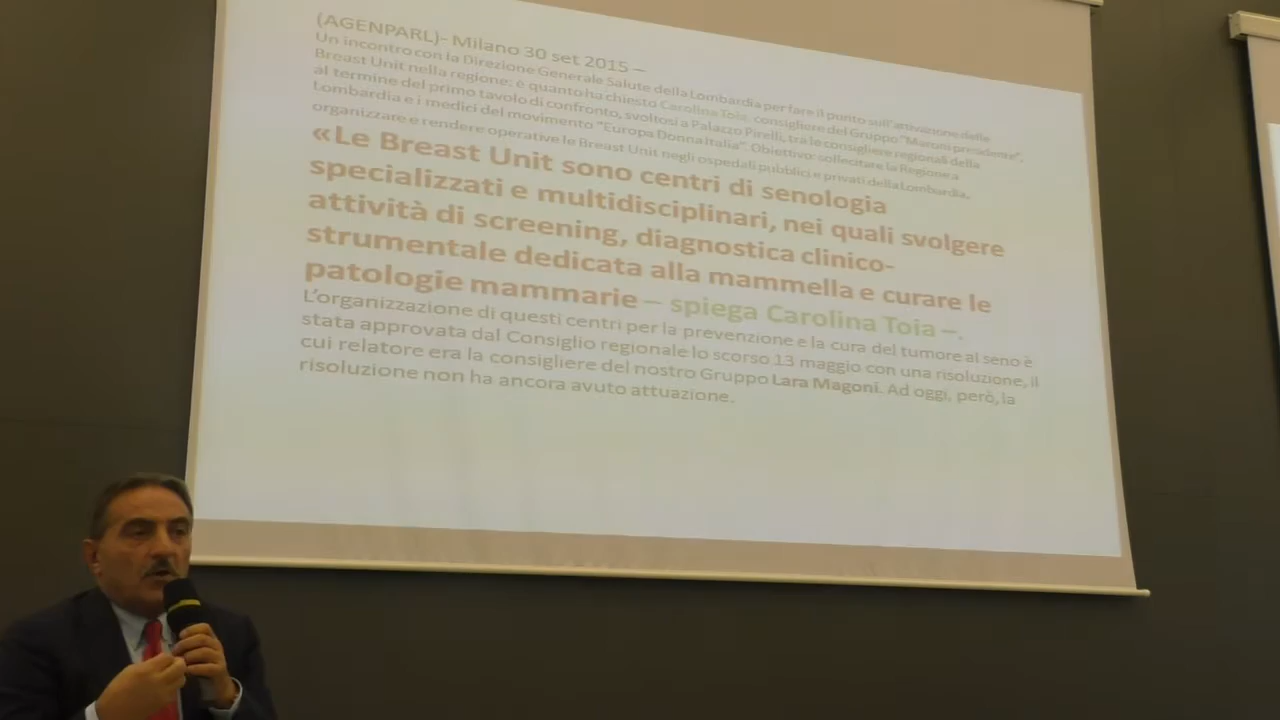 (AGENPARL)- Milano 30 set 2015 –
Un incontro con la Direzione Generale Salute della Lombardia per fare il punto sull'attivazione delle
Breast Unit nella regione: è quanto ha chiesto Carolina Toia, consigliere del Gruppo "Maroni presidente",
al termine del primo tavolo di confronto, svoltosi a Palazzo Pirelli, tra le consigliere regionali della
Lombardia e i medici del movimento "Europa Donna Italia". Obiettivo: sollecitare la Regione a
organizzare e rendere operative le Breast Unit negli ospedali pubblici e privati della Lombardia.
«Le Breast Unit sono centri di senologia
specializzati e multidisciplinari, nei quali svolgere
attività di screening, diagnostica clinico-
strumentale dedicata alla mammella e curare le
patologie mammarie – spiega Carolina Toia –.
L'organizzazione di questi centri per la prevenzione e la cura del tumore al seno è
stata approvata dal Consiglio regionale lo scorso 13 maggio con una risoluzione, il
cui relatore era la consigliere del nostro Gruppo Lara Magoni. Ad oggi, però, la
risoluzione non ha ancora avuto attuazione.